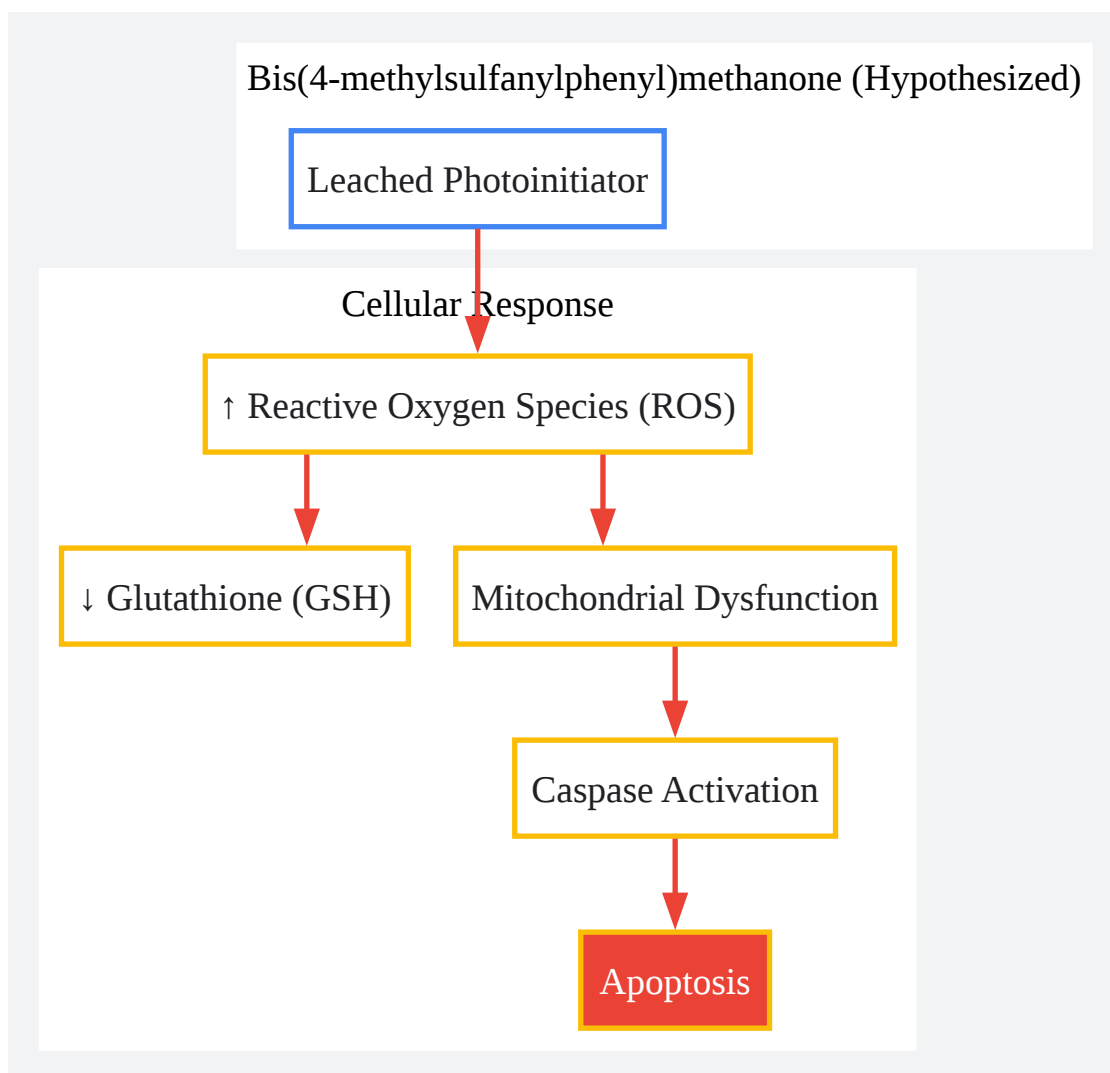 Bis(4-methylsulfanylphenyl)methanone (Hypothesized)
Leached Photoinitiator
Cellular Response
↑ Reactive Oxygen Species (ROS)
↓ Glutathione (GSH)
Mitochondrial Dysfunction
Caspase Activation
Apoptosis